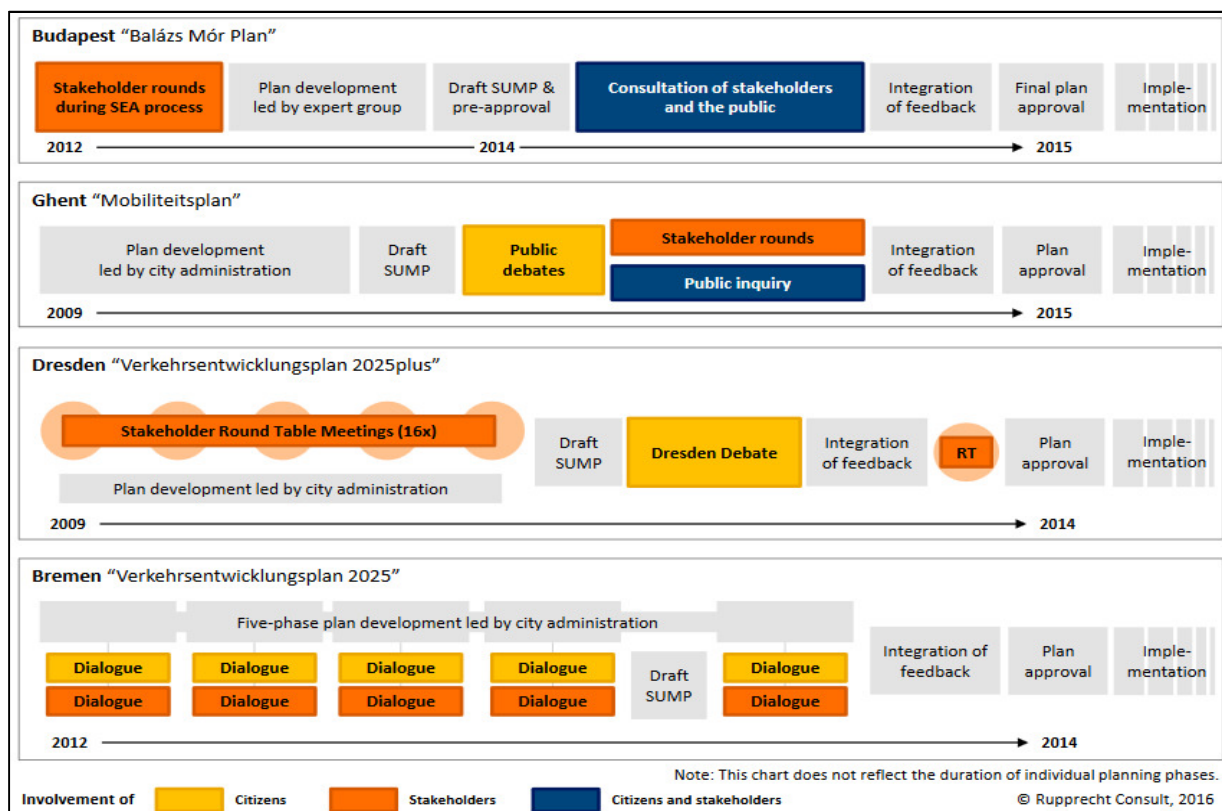 Budapest “Balázs Mór Plan”
Stakeholder rounds
during SEA process
Plan development
led by expert group
Draft SUMP &
pre-approval
Consultation of stakeholders
and the public
Integration
of feedback
Final plan
approval
Imple-
mentation
2012
2014
2015
Ghent “Mobiliteitsplan”
Plan development
led by city administration
Draft
SUMP
Public
debates
Stakeholder rounds
Public inquiry
Integration
of feedback
Plan
approval
Imple-
mentation
2009
2015
Dresden “Verkehrsentwicklungsplan 2025plus”
Stakeholder Round Table Meetings (16x)
Plan development led by city administration
Draft
SUMP
Dresden Debate
Integration
of feedback
RT
Plan
approval
Imple-
mentation
2009
2014
Bremen “Verkehrsentwicklungsplan 2025”
Five-phase plan development led by city administration
Dialogue
Dialogue
Dialogue
Dialogue
Dialogue
Dialogue
Dialogue
Dialogue
Draft
SUMP
Dialogue
Dialogue
Integration of
feedback
Plan
approval
Imple-
mentation
2012
2014
Note: This chart does not reflect the duration of individual planning phases.
Involvement of
Citizens
Stakeholders
Citizens and stakeholders
© Rupprecht Consult, 2016